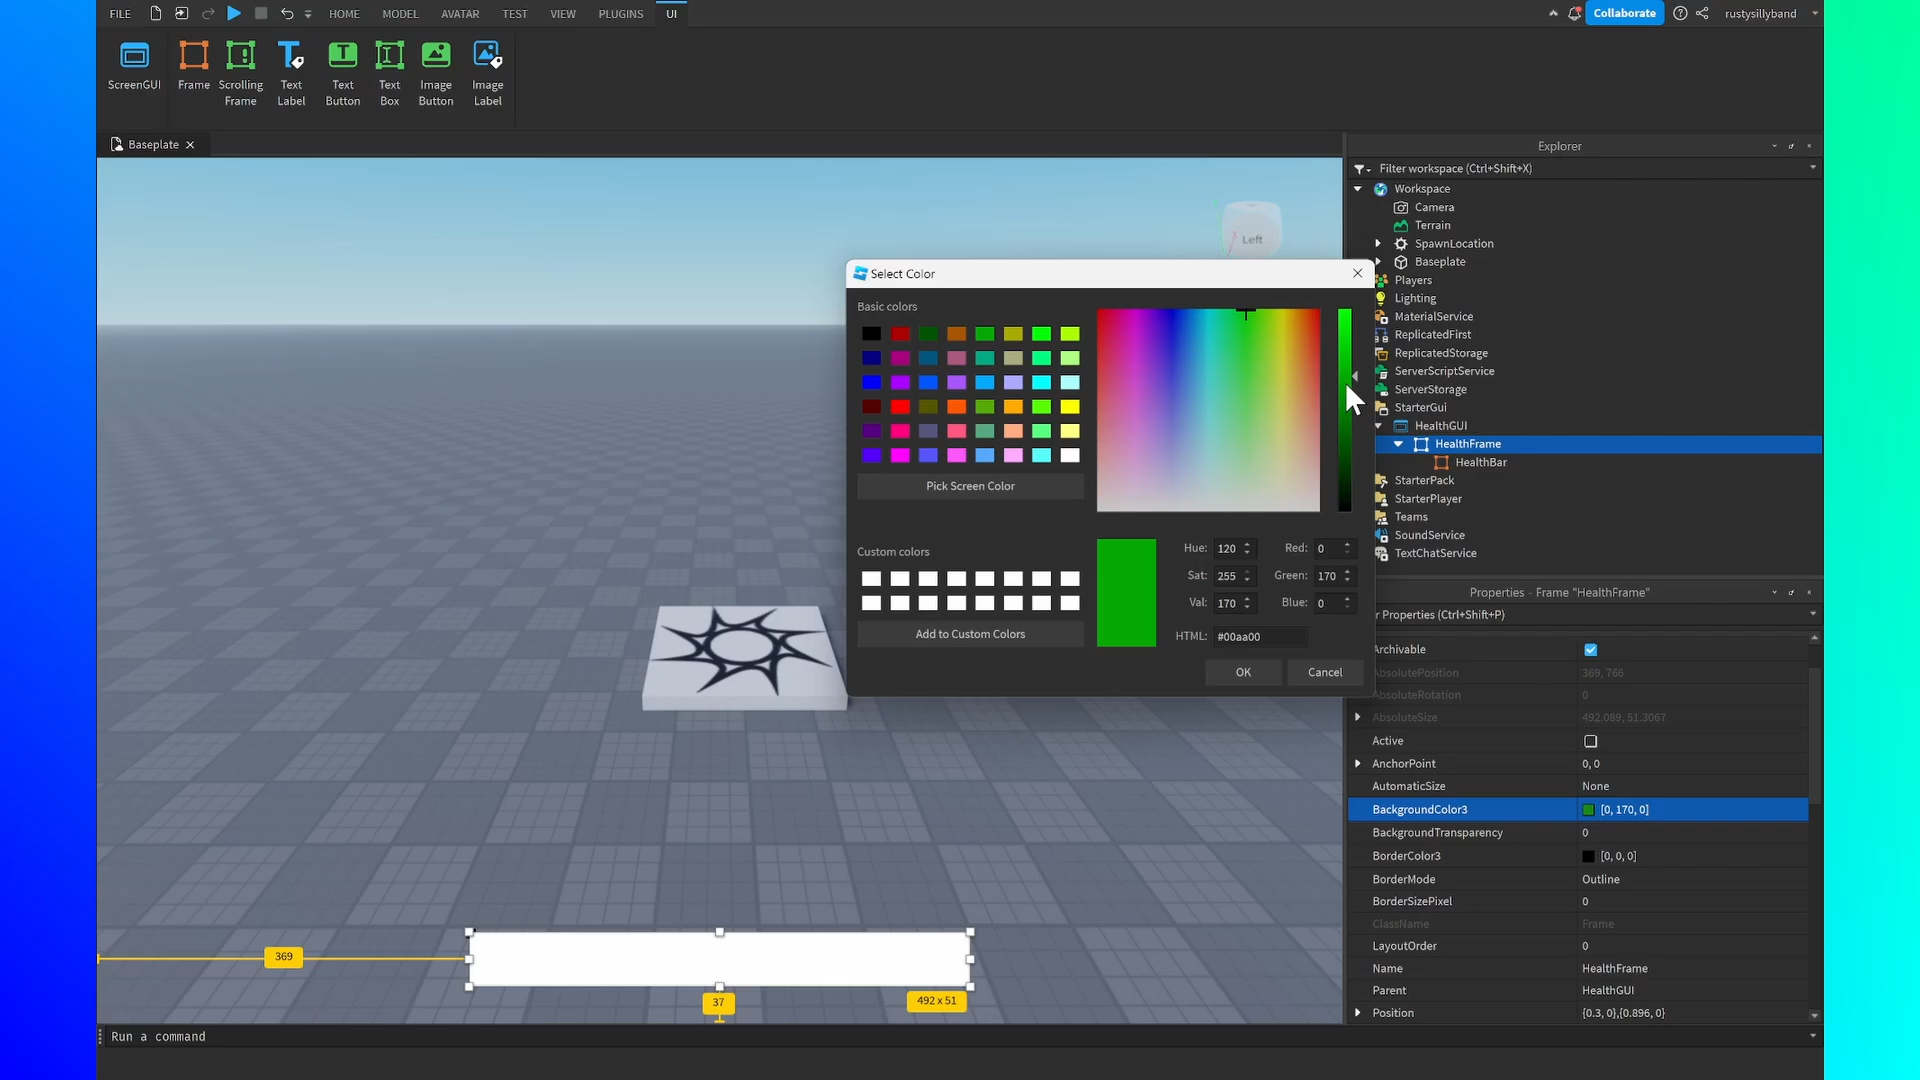 FILE HOME MODEL AVATAR TEST VIEW PLUGINS UI Collaborate rustysillyband
ScreenGUI Frame Scrolling Frame Text Label Text Button Text Box Image Button Image Label
Baseplate
Left
Explorer
Filter workspace (Ctrl+Shift+X)
Workspace
Camera
Terrain
SpawnLocation
Baseplate
Players
Lighting
MaterialService
ReplicatedFirst
ReplicatedStorage
ServerScriptService
ServerStorage
StarterGui
HealthGUI
HealthFrame
HealthBar
StarterPack
StarterPlayer
Teams
SoundService
TextChatService
Select Color
Basic colors
Pick Screen Color
Custom colors
Add to Custom Colors
Hue: 120 Red: 0
Sat: 255 Green: 170
Val: 170 Blue: 0
HTML: #00aa00
OK Cancel
Properties - Frame "HealthFrame"
r Properties (Ctrl+Shift+P)
Archivable
AbsolutePosition 369, 766
AbsoluteRotation 0
AbsoluteSize 492.089, 51.3067
Active
AnchorPoint 0, 0
AutomaticSize None
BackgroundColor3 [0, 170, 0]
BackgroundTransparency 0
BorderColor3 [0, 0, 0]
BorderMode Outline
BorderSizePixel 0
ClassName Frame
LayoutOrder 0
Name HealthFrame
Parent HealthGUI
Position {0.3, 0},{0.896, 0}
369
37
492 x 51
Run a command